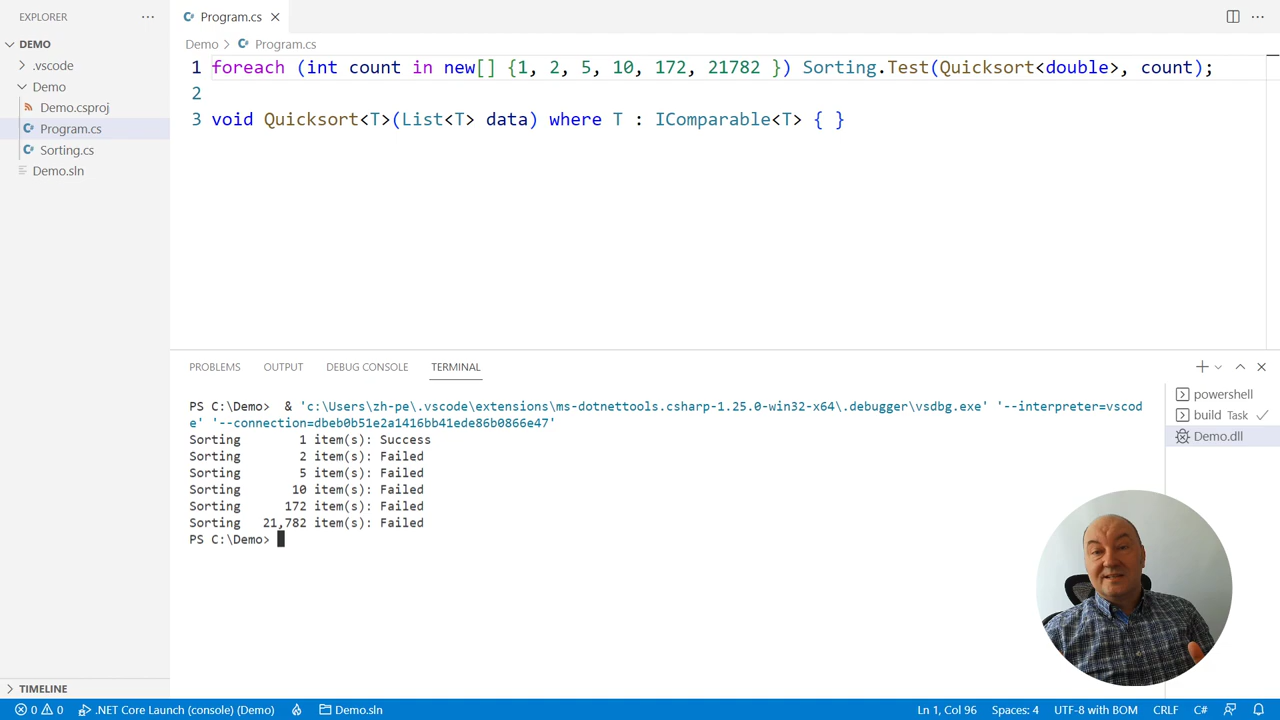 EXPLORER
DEMO
.vscode
Demo
Demo.csproj
Program.cs
Sorting.cs
Demo.sln
TIMELINE
Program.cs
Demo Program.cs
1 foreach (int count in new[] {1, 2, 5, 10, 172, 21782 }) Sorting.Test(Quicksort<double>, count);
2
3 void Quicksort<T>(List<T> data) where T : IComparable<T> { }
PROBLEMS OUTPUT DEBUG CONSOLE TERMINAL
PS C:\Demo>  & 'c:\Users\zh-pe\.vscode\extensions\ms-dotnettools.csharp-1.25.0-win32-x64\.debugger\vsdbg.exe' '--interpreter=vscod
e' '--connection=dbeb0b51e2a1416bb41ede86b0866e47'
Sorting        1 item(s): Success
Sorting        2 item(s): Failed
Sorting        5 item(s): Failed
Sorting       10 item(s): Failed
Sorting      172 item(s): Failed
Sorting   21,782 item(s): Failed
PS C:\Demo>
powershell
build Task
Demo.dll
0 0 .NET Core Launch (console) (Demo) Demo.sln Ln 1, Col 96 Spaces: 4 UTF-8 with BOM CRLF C#